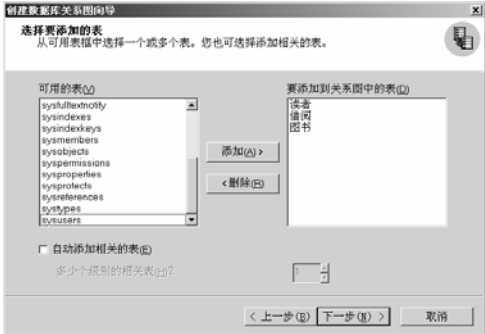 创建数据库关系图向导
选择要添加的表
从可用表框中选择一个或多个表。您也可选择添加相关的表。
可用的表(V)
要添加到关系图中的表(D)
sysfulltextnotify
sysindexes
sysindexkeys
sysmembers
sysobjects
syspermissions
sysproperties
sysprotects
sysreferences
systypes
sysusers
添加(A) >
< 删除(R)
读者
借阅
图书
自动添加相关的表(E)
多少个级别的相关表(H)?
1
< 上一步(B)
下一步(N) >
取消